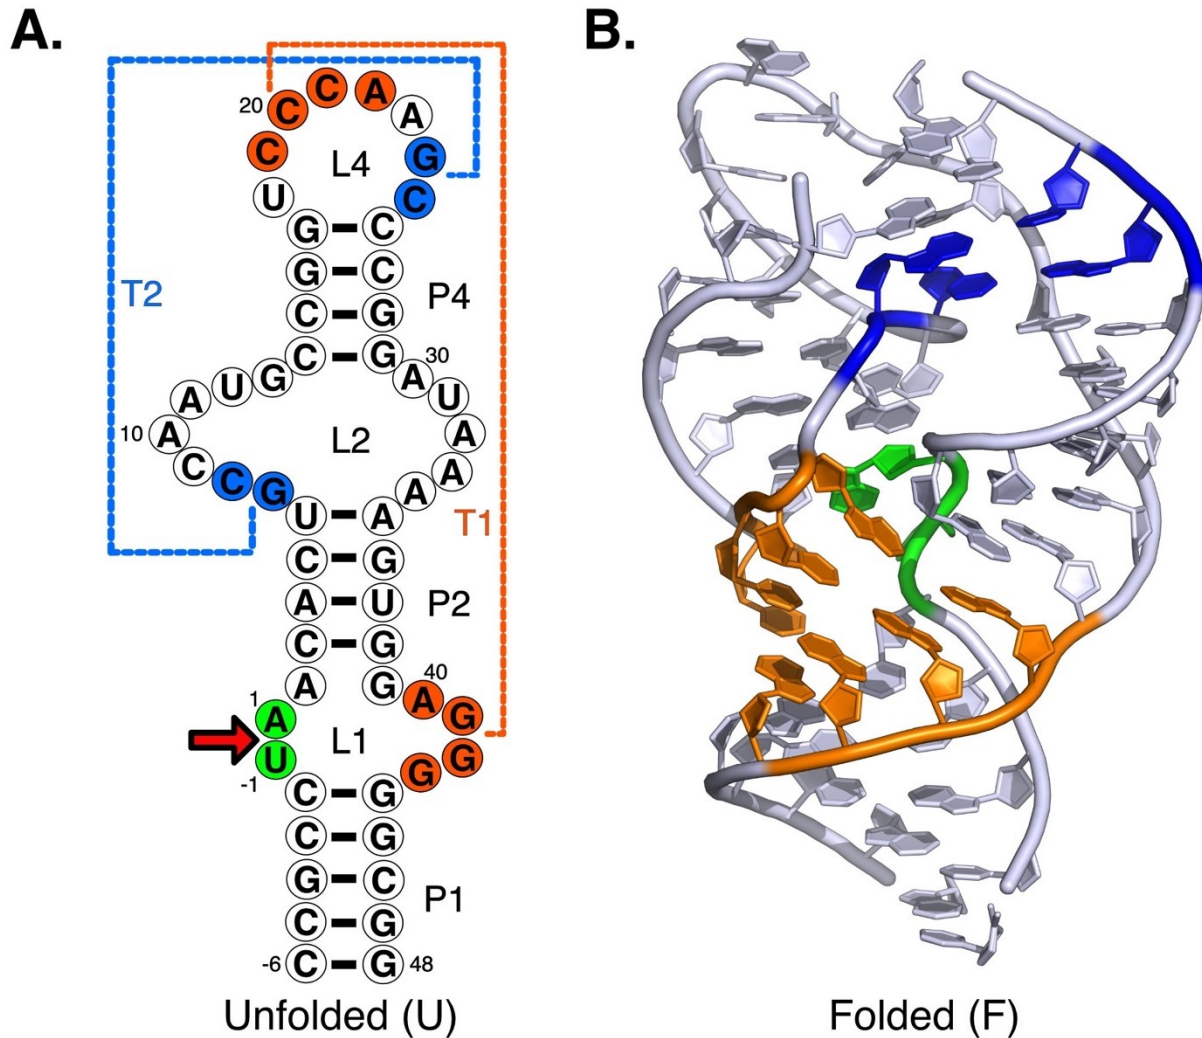 A.
B.
C C A
20 C A
C L4 G
U C
G C
G C P4
T2
C G
C G 30
A U G A U
10 A L2 A
C C G A A
U A T1
C G
A U P2
C G
A G 40 A
1 A G
L1
U G G
-1
C G
C G
G C P1
C G
-6 C G 48
Unfolded (U)
Folded (F)